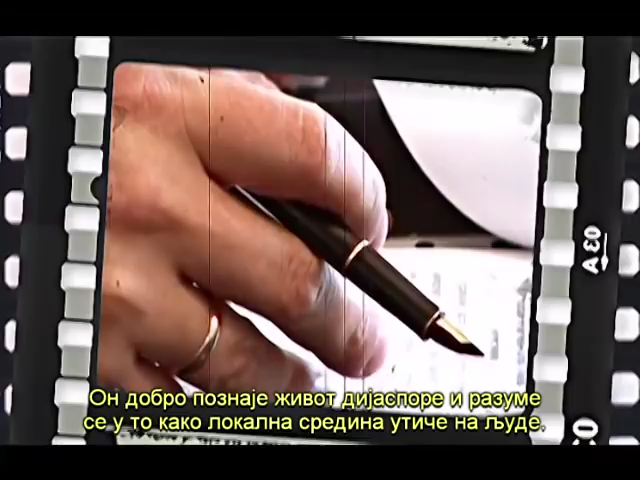 Он добро познаје живот дијаспоре и разуме
се у то како локална средина утиче на људе.